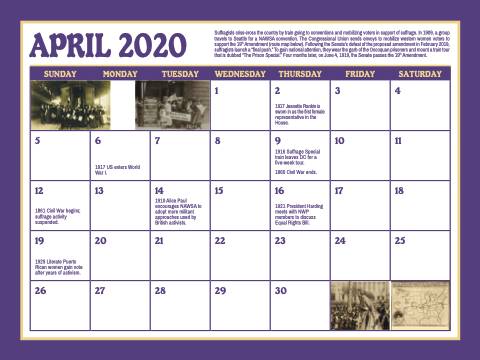 APRIL 2020
Suffragists criss-cross the country by train going to conventions and mobilizing voters in support of suffrage. In 1909, a group
travels to Seattle for a NAWSA convention. The Congressional Union sends envoys to mobilize western women voters to
support the 19th Amendment (route map below). Following the Senate's defeat of the proposed amendment in February 2019,
suffragists launch a "final push." To gain national attention, they wear the garb of the Occoquan prisoners and mount a train tour
that is dubbed "The Prison Special." Four months later, on June 4, 1919, the Senate passes the 19th Amendment.
SUNDAY MONDAY TUESDAY WEDNESDAY THURSDAY FRIDAY SATURDAY
1 2 3 4
1917 Jeanette Rankin is
sworn in as the first female
representative in the
House.
5 6 7 8 9 10 11
1917 US enters World
War I.
1916 Suffrage Special
train leaves DC for a
five-week tour.
1865 Civil War ends.
12 13 14 15 16 17 18
1861 Civil War begins;
suffrage activity
suspended.
1910 Alice Paul
encourages NAWSA to
adopt more militant
approaches used by
British activists.
1921 President Harding
meets with NWP
members to discuss
Equal Rights Bill.
19 20 21 22 23 24 25
1929 Literate Puerto
Rican women gain vote
after years of activism.
26 27 28 29 30